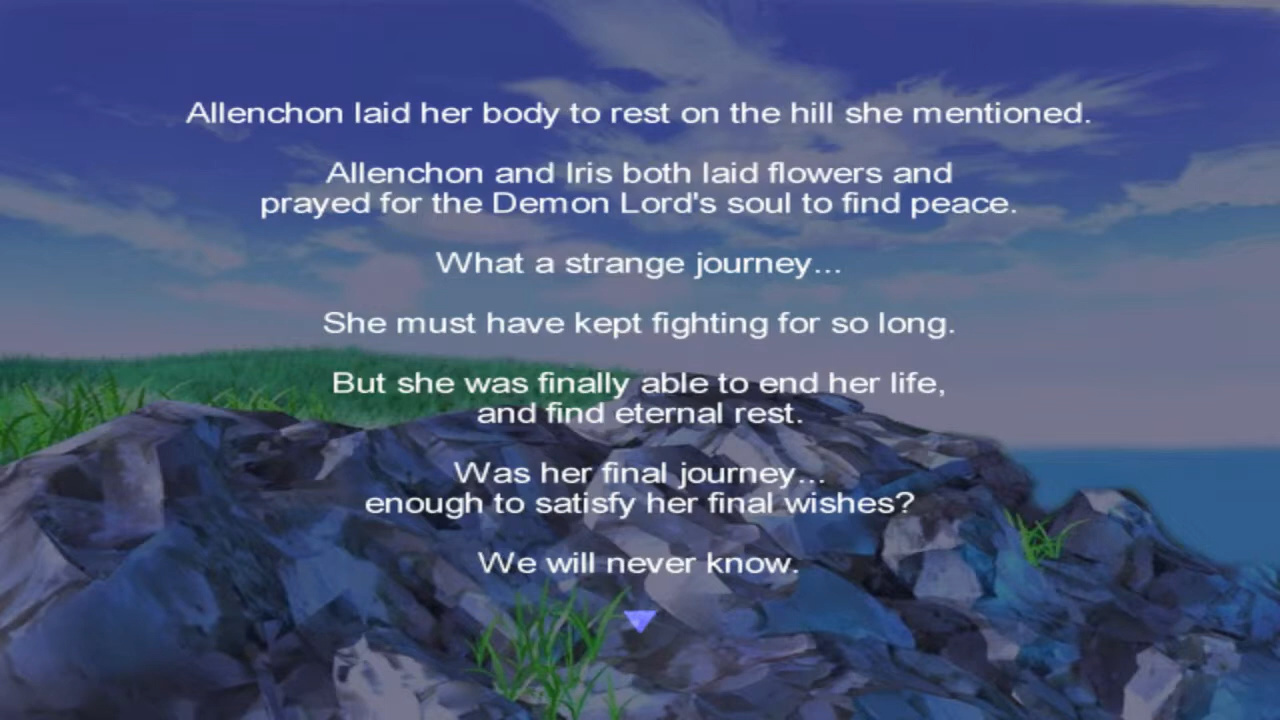 Allenchon laid her body to rest on the hill she mentioned.
Allenchon and Iris both laid flowers and
prayed for the Demon Lord's soul to find peace.
What a strange journey...
She must have kept fighting for so long.
But she was finally able to end her life,
and find eternal rest.
Was her final journey...
enough to satisfy her final wishes?
We will never know.